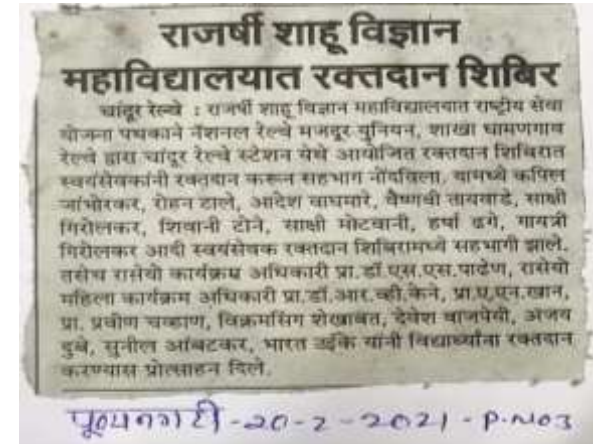 राजर्षी शाहू विज्ञान
महाविद्यालयात रक्तदान शिबिर
चांदूर रेल्वे : राजर्षी शाहू विज्ञान महाविद्यालयात राष्ट्रीय सेवा
योजना पथकाने नॅशनल रेल्वे मजदूर युनियन, शाखा धामणगाव
रेल्वे द्वारा चांदूर रेल्वे स्टेशन येथे आयोजित रक्तदान शिबिरात
स्वयंसेवकांनी रक्तदान करून सहभाग नोंदविला. यामध्ये कपिल
जांभोरकर, रोहन टाले, आदेश वाघमारे, वैष्णवी तायवाडे, साक्षी
गिरोलकर, शिवानी टोने, साक्षी मोटवानी, हर्षा ढगे, गायत्री
गिरोलकर आदी स्वयंसेवक रक्तदान शिबिरामध्ये सहभागी झाले.
तसेच रासेयो कार्यक्रम अधिकारी प्रा.डॉ.एस.एस.पाढेण, रासेयो
महिला कार्यक्रम अधिकारी प्रा.डॉ.आर.व्ही.केने, प्रा.ए.एन.खान,
प्रा. प्रवीण चव्हाण, विक्रमसिंग शेखावत, देवेश वाजपेयी, अजय
दुबे, सुनील आंबटकर, भारत उईके यांनी विद्यार्थ्यांना रक्तदान
करण्यास प्रोत्साहन दिले.
पुण्यनगरी -20-2-2021-P.NO3